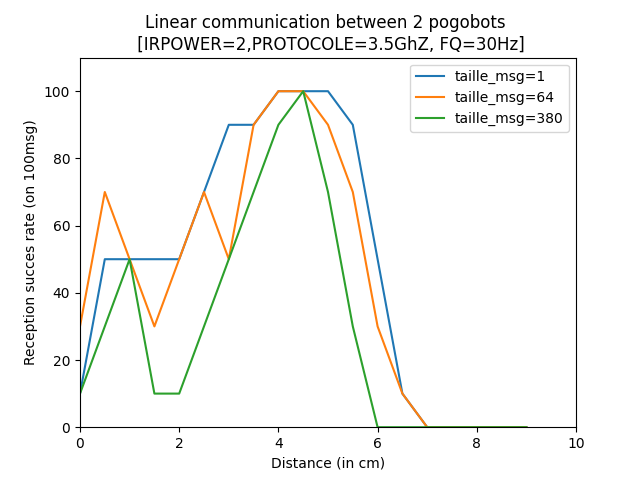 Linear communication between 2 pogobots
[IRPOWER=2,PROTOCOLE=3.5GhZ, FQ=30Hz]
taille_msg=1
taille_msg=64
taille_msg=380
Reception succes rate (on 100msg)
100
80
60
40
20
0
0 2 4 6 8 10
Distance (in cm)